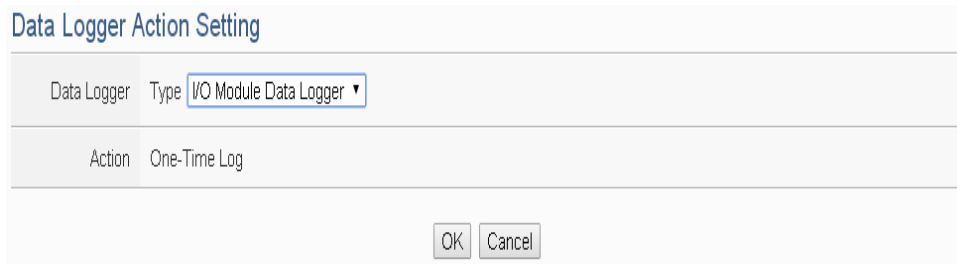 Data Logger Action Setting
Data Logger Type I/O Module Data Logger ▼
Action One-Time Log
OK Cancel